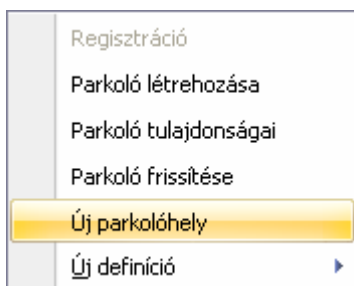 Regisztráció
Parkoló létrehozása
Parkoló tulajdonságai
Parkoló frissítése
Új parkolóhely
Új definíció